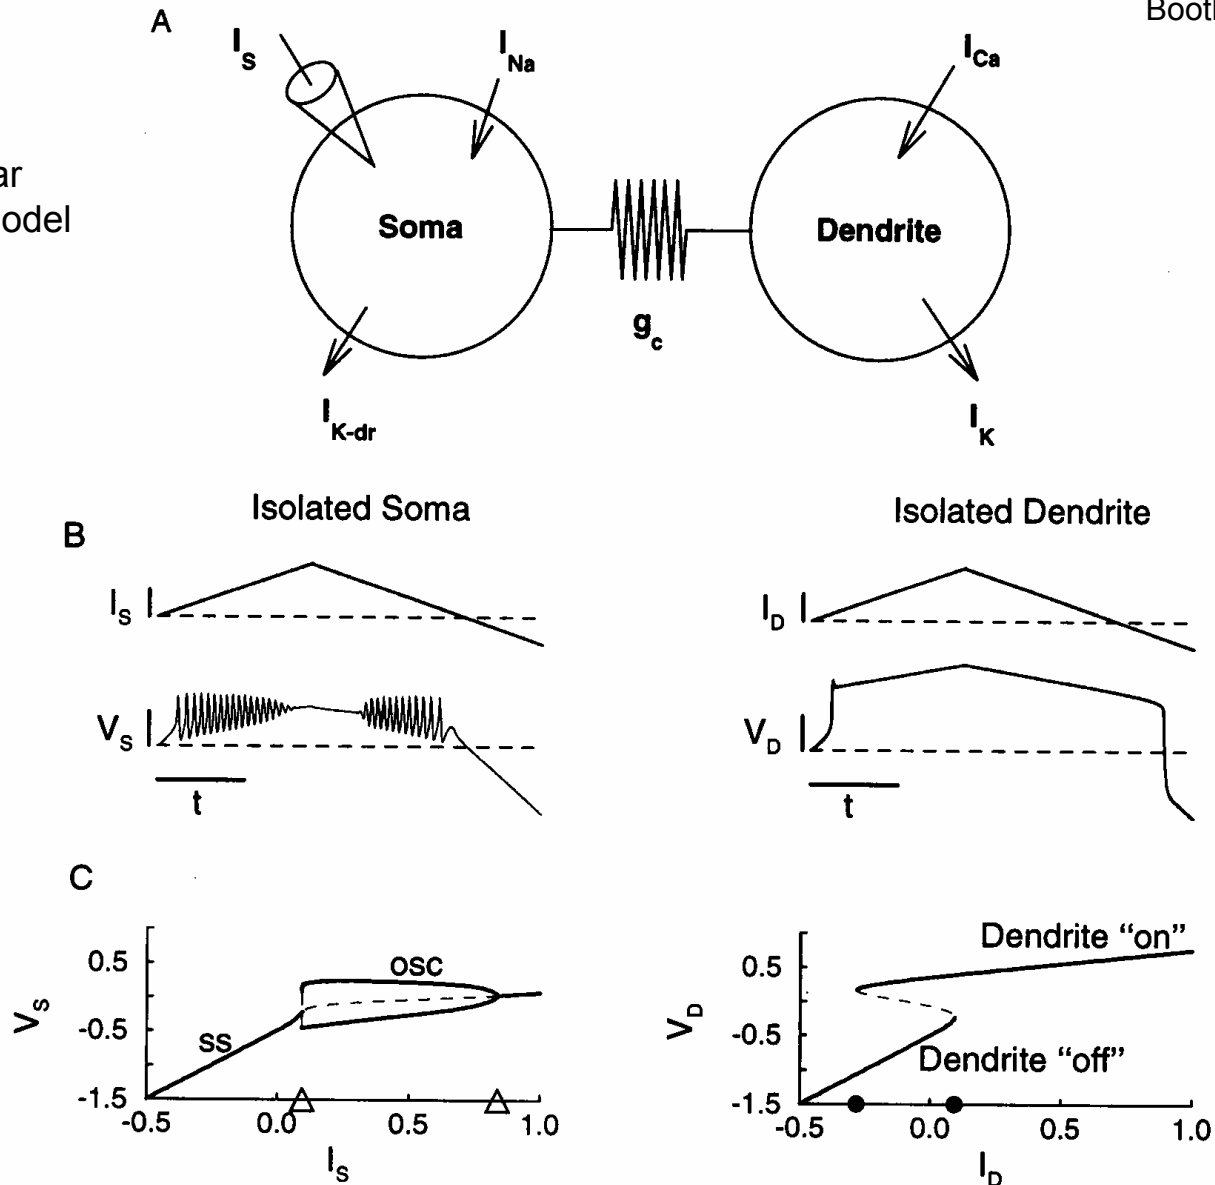 A
Booth
I_S
I_Na
I_Ca
ar
odel
Soma
Dendrite
g_c
I_K-dr
I_K
B
Isolated Soma
Isolated Dendrite
I_S
I_D
V_S
V_D
t
t
C
0.5
-0.5
-1.5
V_S
osc
ss
-0.5
0.0
0.5
1.0
I_S
0.5
-0.5
-1.5
V_D
Dendrite “on”
Dendrite “off”
-0.5
0.0
0.5
1.0
I_D